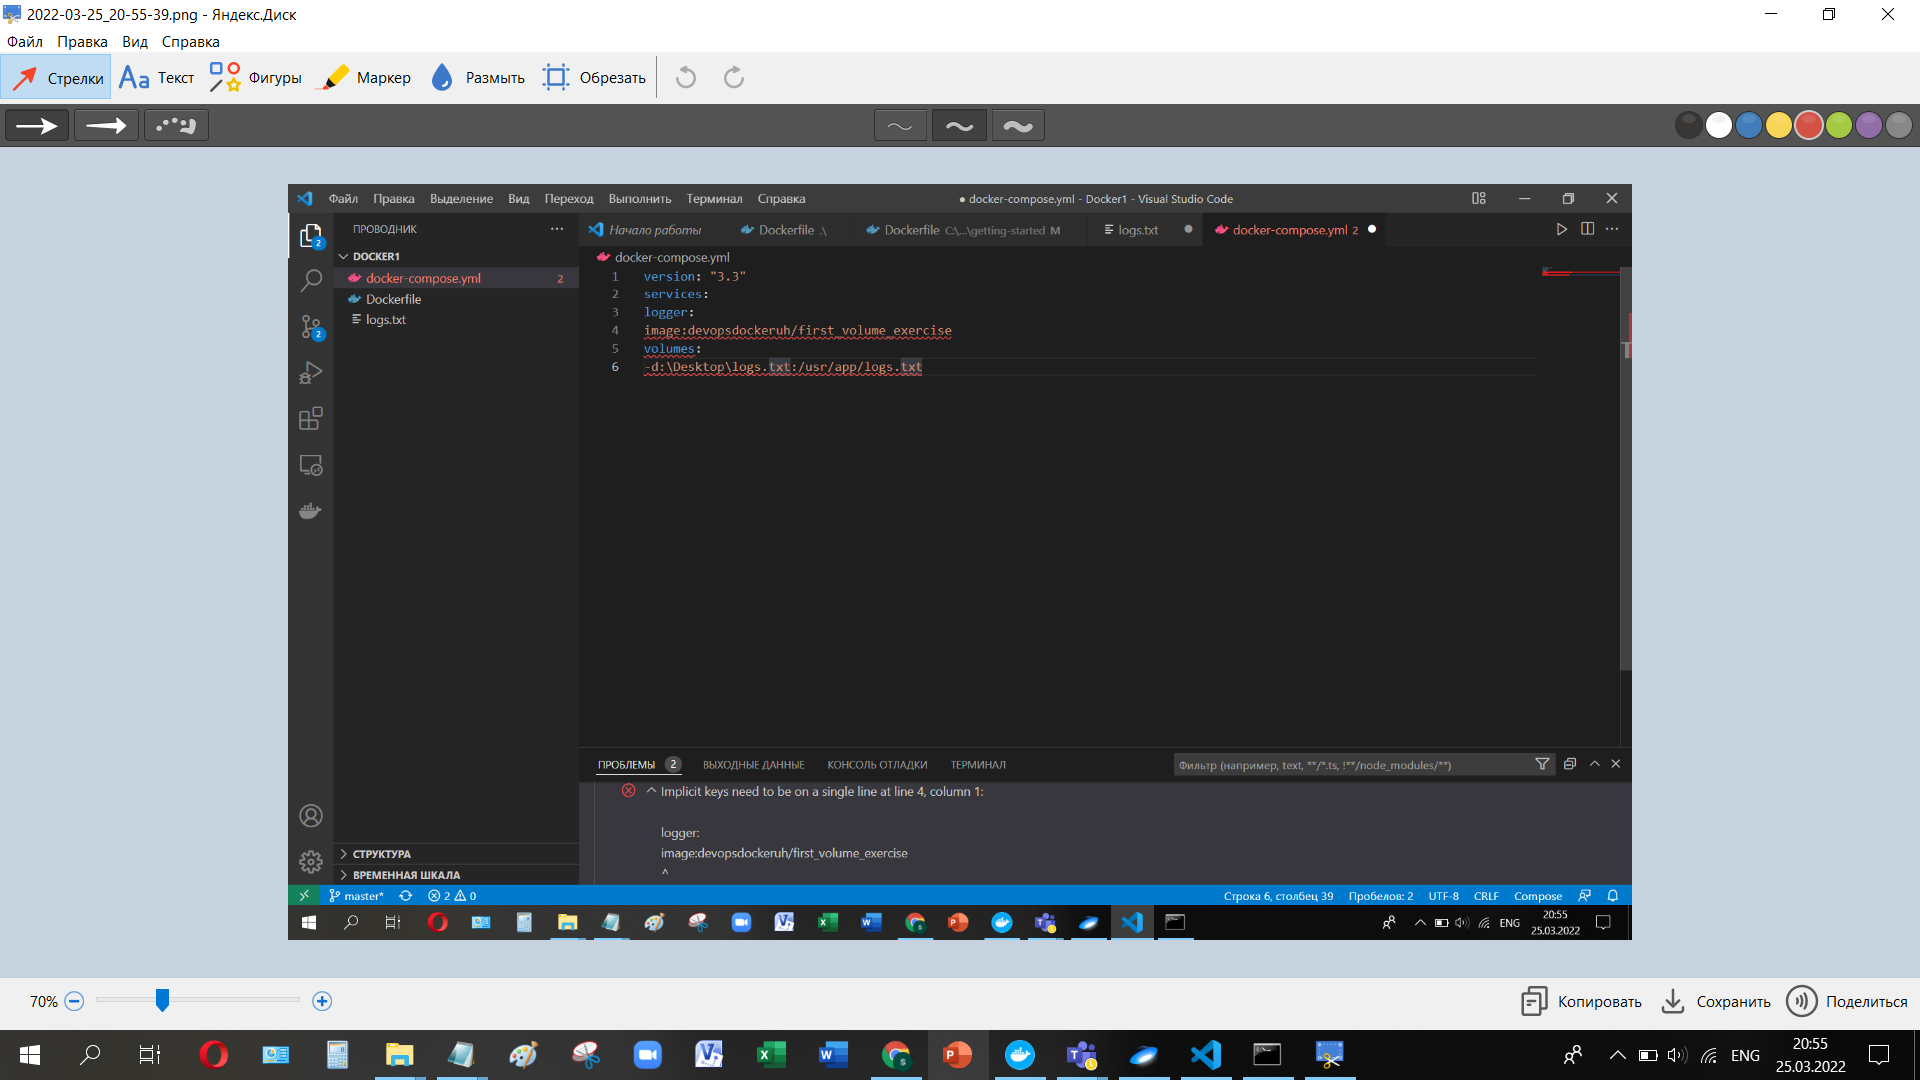 2022-03-25_20-55-39.png - Яндекс.Диск
Файл Правка Вид Справка
Стрелки Текст Фигуры Маркер Размыть Обрезать
Файл Правка Выделение Вид Переход Выполнить Терминал Справка
● docker-compose.yml - Docker1 - Visual Studio Code
ПРОВОДНИК
Начало работы Dockerfile .\ Dockerfile C:\...\getting-started M logs.txt docker-compose.yml 2
DOCKER1
docker-compose.yml 2
Dockerfile
logs.txt
2
2
docker-compose.yml
1 version: "3.3"
2 services:
3 logger:
4 image:devopsdockeruh/first_volume_exercise
5 volumes:
6 -d:\Desktop\logs.txt:/usr/app/logs.txt
ПРОБЛЕМЫ 2 ВЫХОДНЫЕ ДАННЫЕ КОНСОЛЬ ОТЛАДКИ ТЕРМИНАЛ
Фильтр (например, text, **/*.ts, !**/node_modules/**)
Implicit keys need to be on a single line at line 4, column 1:
logger:
image:devopsdockeruh/first_volume_exercise
^
СТРУКТУРА
ВРЕМЕННАЯ ШКАЛА
master* 2 0
Строка 6, столбец 39 Пробелов: 2 UTF-8 CRLF Compose
ENG 20:55
25.03.2022
70%
Копировать Сохранить Поделиться
ENG 20:55
25.03.2022